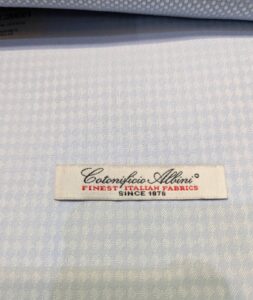 Cotonificio Albini
FINEST ITALIAN FABRICS
SINCE 1876